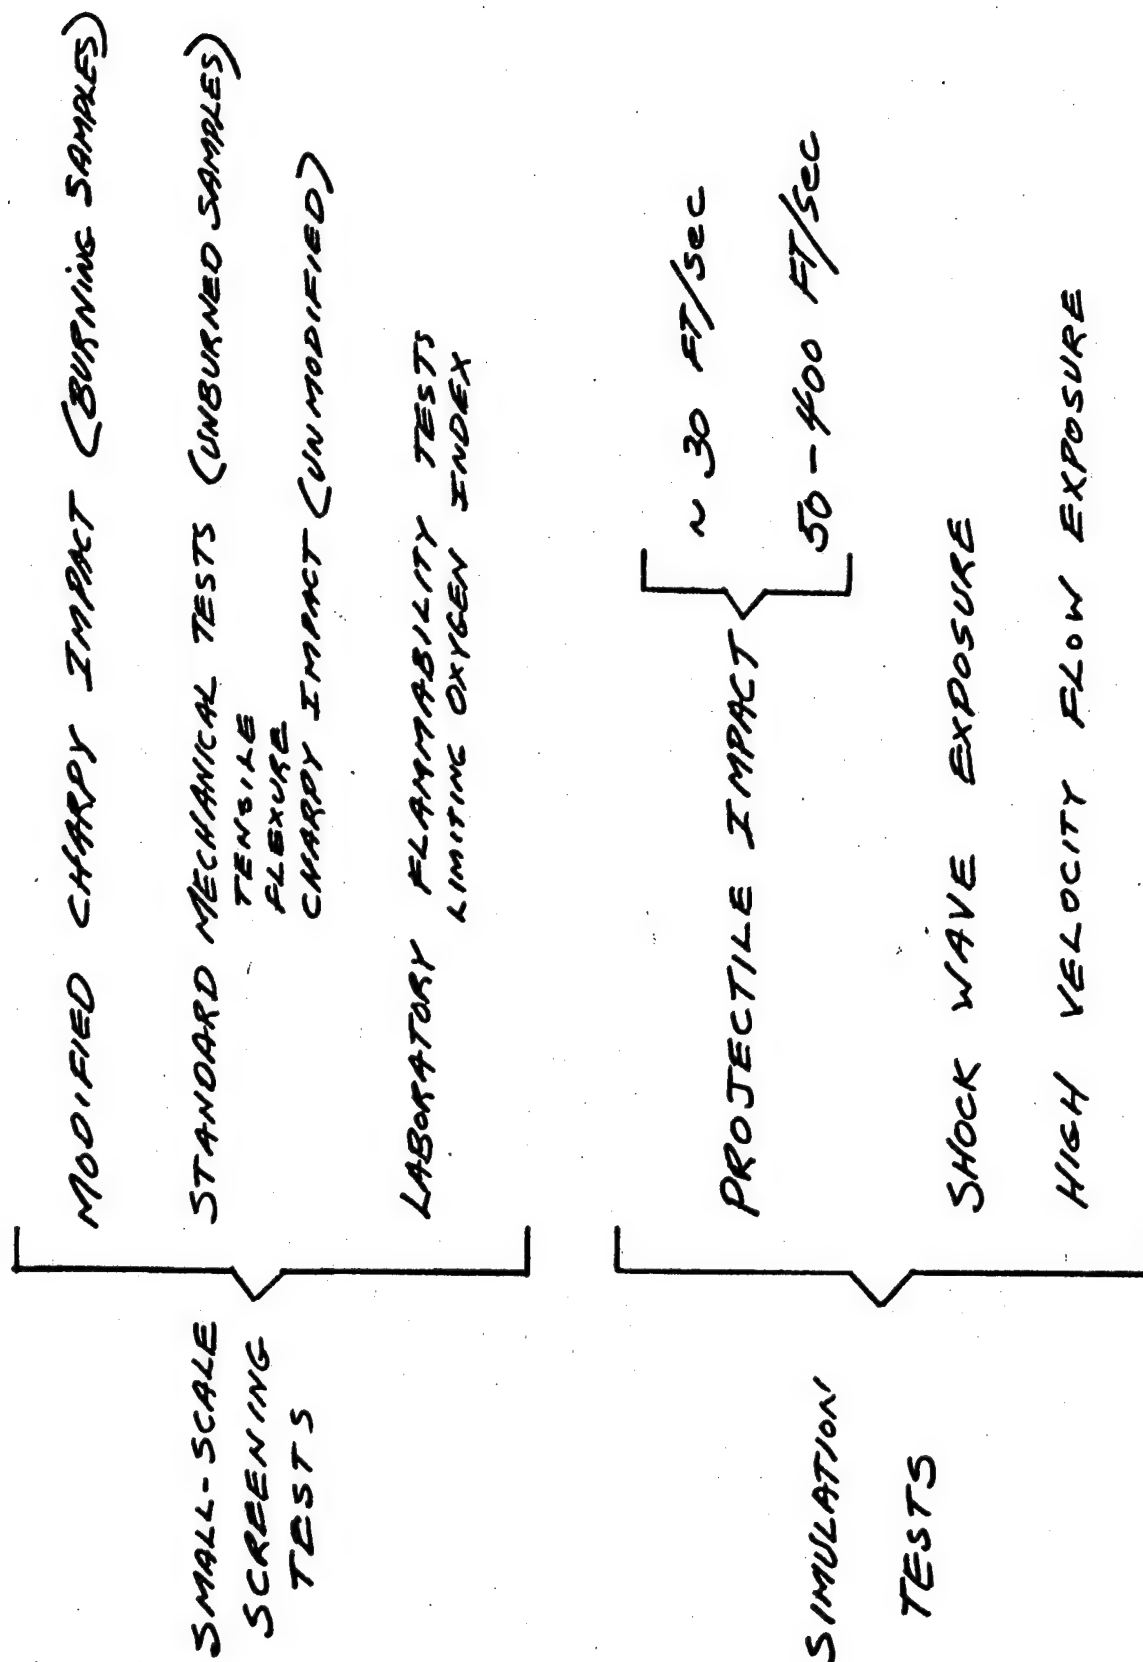 SMALL-SCALE
SCREENING
TESTS
MODIFIED CHARPY IMPACT (BURNING SAMPLES)
STANDARD MECHANICAL TESTS (UNBURNED SAMPLES)
TENSILE
FLEXURE
CHARPY IMPACT (UNMODIFIED)
LABORATORY FLAMMABILITY TESTS
LIMITING OXYGEN INDEX
SIMULATION
TESTS
PROJECTILE IMPACT
~ 30 FT/SEC
50-400 FT/SEC
SHOCK WAVE EXPOSURE
HIGH VELOCITY FLOW EXPOSURE